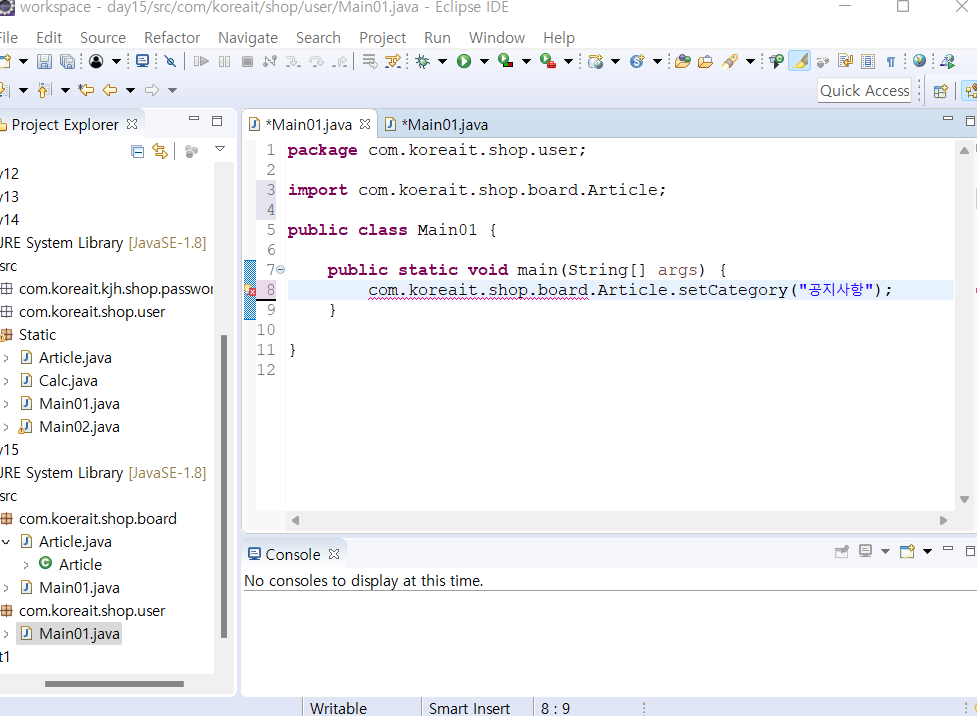 workspace - day15/src/com/koreait/shop/user/Main01.java - Eclipse IDE
File Edit Source Refactor Navigate Search Project Run Window Help
Quick Access
Project Explorer
y12
y13
y14
JRE System Library [JavaSE-1.8]
src
com.koreait.kjh.shop.passwor
com.koreait.shop.user
Static
Article.java
Calc.java
Main01.java
Main02.java
y15
JRE System Library [JavaSE-1.8]
src
com.koerait.shop.board
Article.java
Article
Main01.java
com.koreait.shop.user
Main01.java
t1
*Main01.java *Main01.java
1 package com.koreait.shop.user;
2
3 import com.koerait.shop.board.Article;
4
5 public class Main01 {
6
7 public static void main(String[] args) {
8 com.koreait.shop.board.Article.setCategory("공지사항");
9 }
10
11 }
12
Console
No consoles to display at this time.
Writable Smart Insert 8 : 9